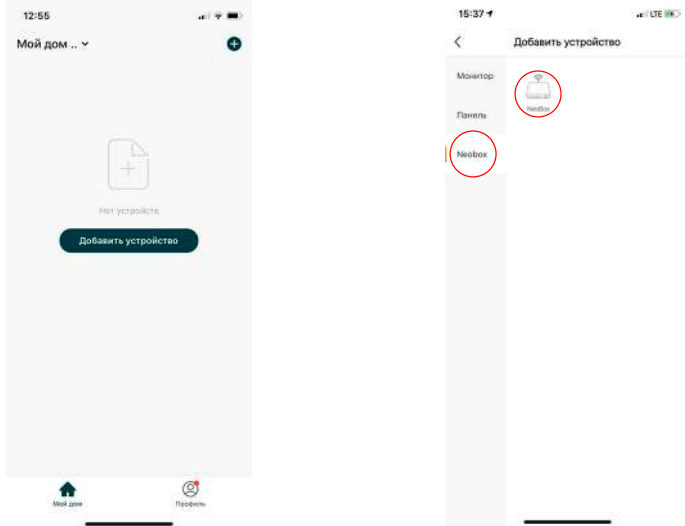 12:55
Мой дом ..
Нет устройств
Добавить устройство
Мой дом
Профиль
15:37
LTE
Добавить устройство
Монитор
Панель
Neobox
NeoBox